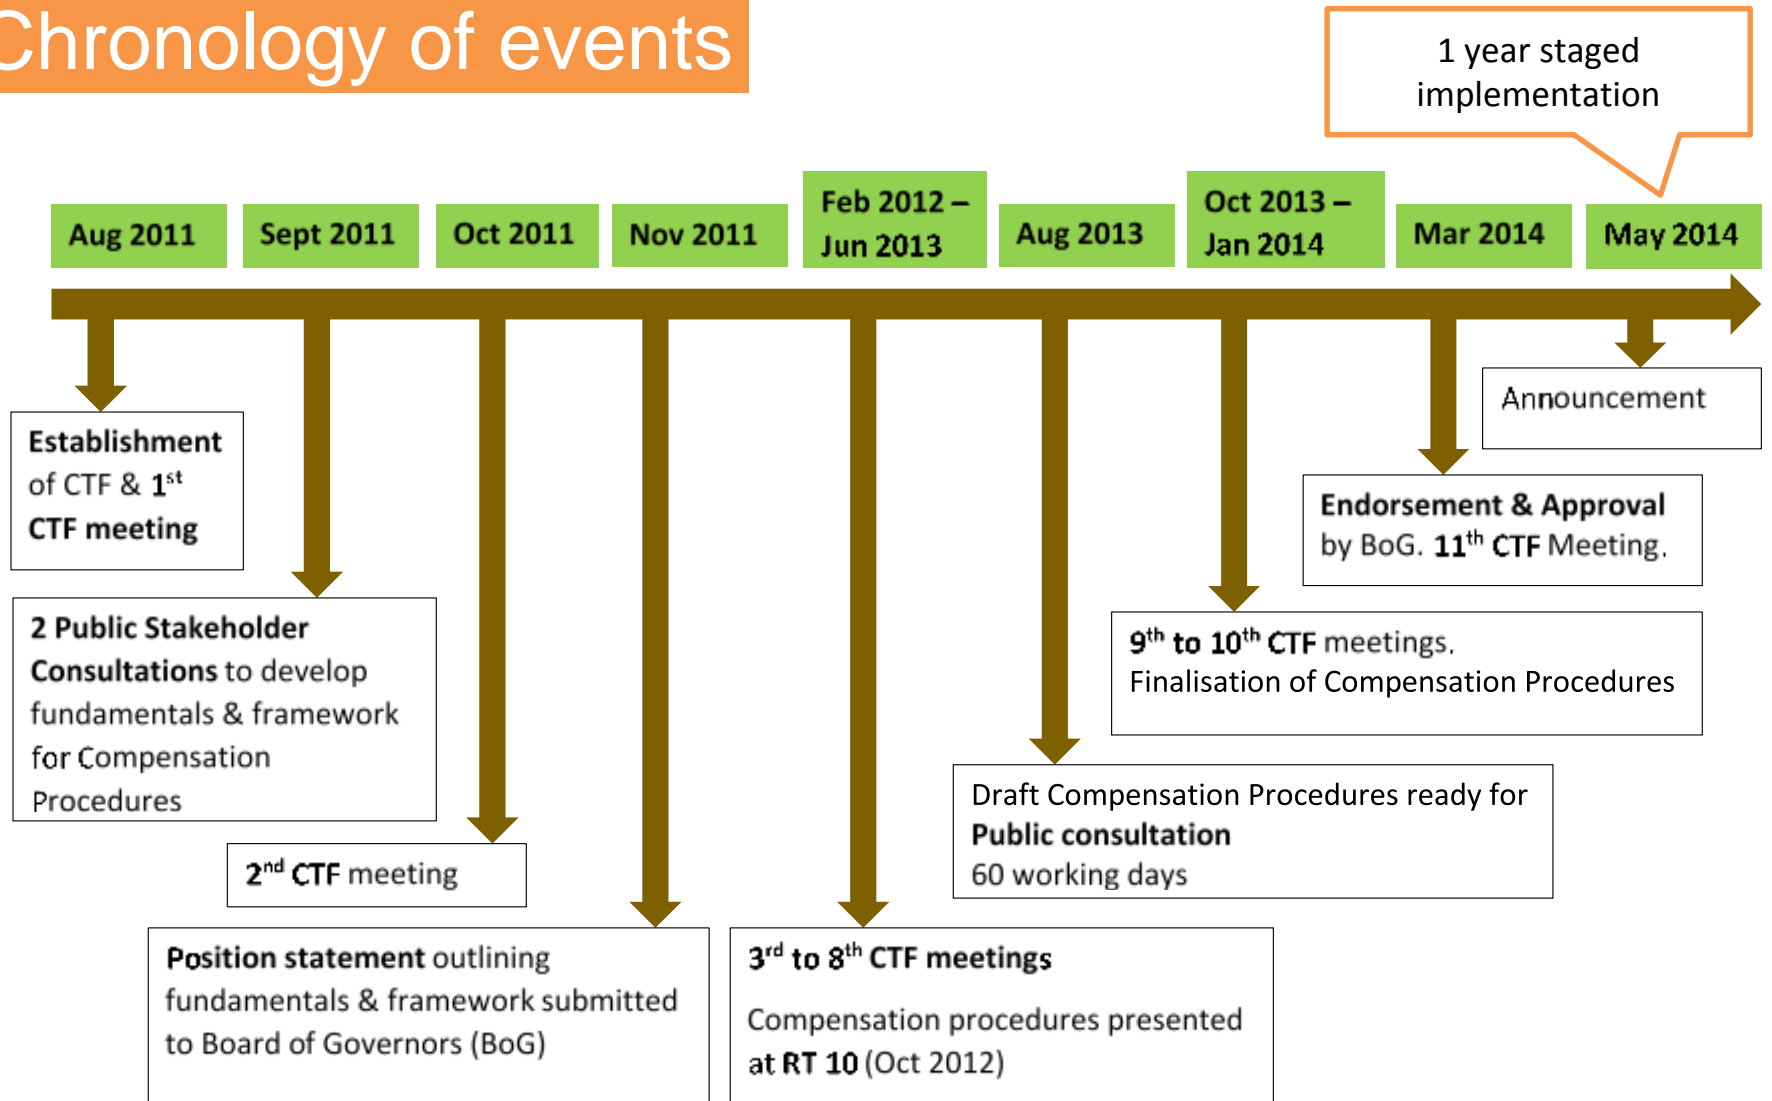 Chronology of events
1 year staged
implementation
Aug 2011
Sept 2011
Oct 2011
Nov 2011
Feb 2012 –
Jun 2013
Aug 2013
Oct 2013 –
Jan 2014
Mar 2014
May 2014
Establishment
of CTF & 1st
CTF meeting
2 Public Stakeholder
Consultations to develop
fundamentals & framework
for Compensation
Procedures
2nd CTF meeting
Position statement outlining
fundamentals & framework submitted
to Board of Governors (BoG)
3rd to 8th CTF meetings
Compensation procedures presented
at RT 10 (Oct 2012)
Draft Compensation Procedures ready for
Public consultation
60 working days
9th to 10th CTF meetings.
Finalisation of Compensation Procedures
Endorsement & Approval
by BoG. 11th CTF Meeting.
Announcement